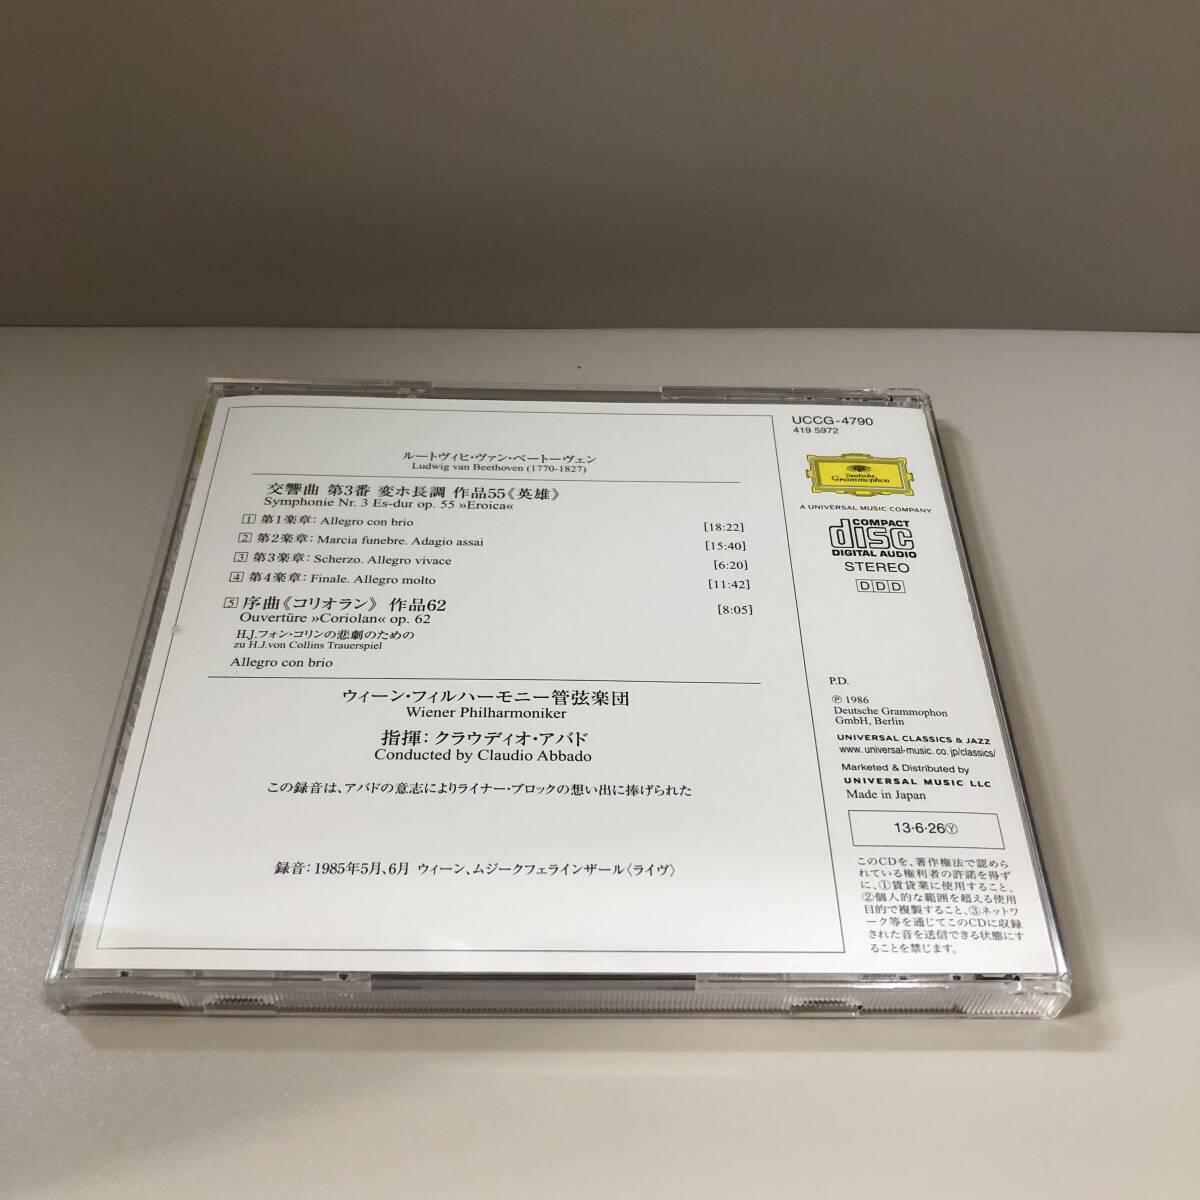 ルートヴィヒ・ヴァン・ベートーヴェン
Ludwig van Beethoven (1770-1827)
交響曲 第3番 変ホ長調 作品55《英雄》
Symphonie Nr. 3 Es-dur op. 55 »Eroica«
1 第1楽章: Allegro con brio [18:22]
2 第2楽章: Marcia funebre. Adagio assai [15:40]
3 第3楽章: Scherzo. Allegro vivace [6:20]
4 第4楽章: Finale. Allegro molto [11:42]
5 序曲《コリオラン》 作品62 [8:05]
Ouvertüre »Coriolan« op. 62
H.J.フォン・コリンの悲劇のための
zu H.J.von Collins Trauerspiel
Allegro con brio
ウィーン・フィルハーモニー管弦楽団
Wiener Philharmoniker
指揮: クラウディオ・アバド
Conducted by Claudio Abbado
この録音は、アバドの意志によりライナー・ブロックの想い出に捧げられた
録音: 1985年5月、6月 ウィーン、ムジークフェラインザール〈ライヴ〉
UCCG-4790
419 5972
Deutsche
Grammophon
A UNIVERSAL MUSIC COMPANY
COMPACT
disc
DIGITAL AUDIO
STEREO
DDD
P.D.
℗ 1986
Deutsche Grammophon
GmbH, Berlin
UNIVERSAL CLASSICS & JAZZ
www.universal-music.co.jp/classics/
Marketed & Distributed by
UNIVERSAL MUSIC LLC
Made in Japan
13・6・26Ⓨ
このCDを、著作権法で認めら
れている権利者の許諾を得ず
に、①賃貸業に使用すること、
②個人的な範囲を超える使用
目的で複製すること、③ネットワ
ーク等を通じてこのCDに収録
された音を送信できる状態にす
ることを禁じます。